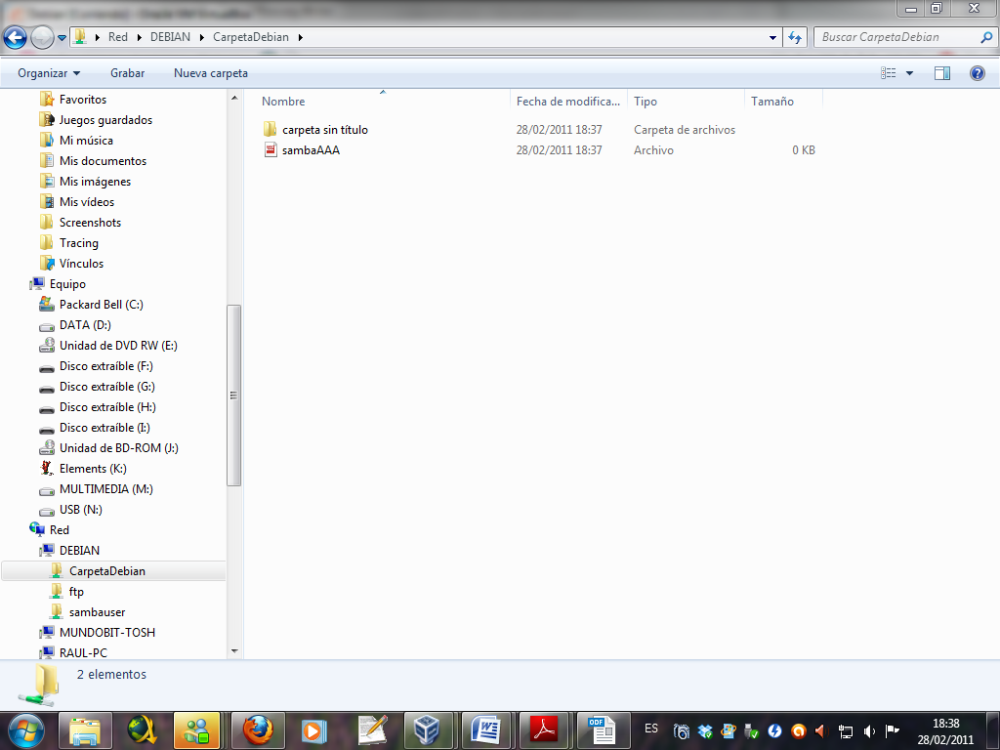 Red
DEBIAN
CarpetaDebian
Buscar CarpetaDebian
Organizar
Grabar
Nueva carpeta
Favoritos
Juegos guardados
Mi música
Mis documentos
Mis imágenes
Mis vídeos
Screenshots
Tracing
Vínculos
Equipo
Packard Bell (C:)
DATA (D:)
Unidad de DVD RW (E:)
Disco extraíble (F:)
Disco extraíble (G:)
Disco extraíble (H:)
Disco extraíble (I:)
Unidad de BD-ROM (J:)
Elements (K:)
MULTIMEDIA (M:)
USB (N:)
Red
DEBIAN
CarpetaDebian
ftp
sambauser
MUNDOBIT-TOSH
RAUL-PC
Nombre Fecha de modifica... Tipo Tamaño
carpeta sin título 28/02/2011 18:37 Carpeta de archivos
sambaAAA 28/02/2011 18:37 Archivo 0 KB
2 elementos
ODF
ES
18:38
28/02/2011